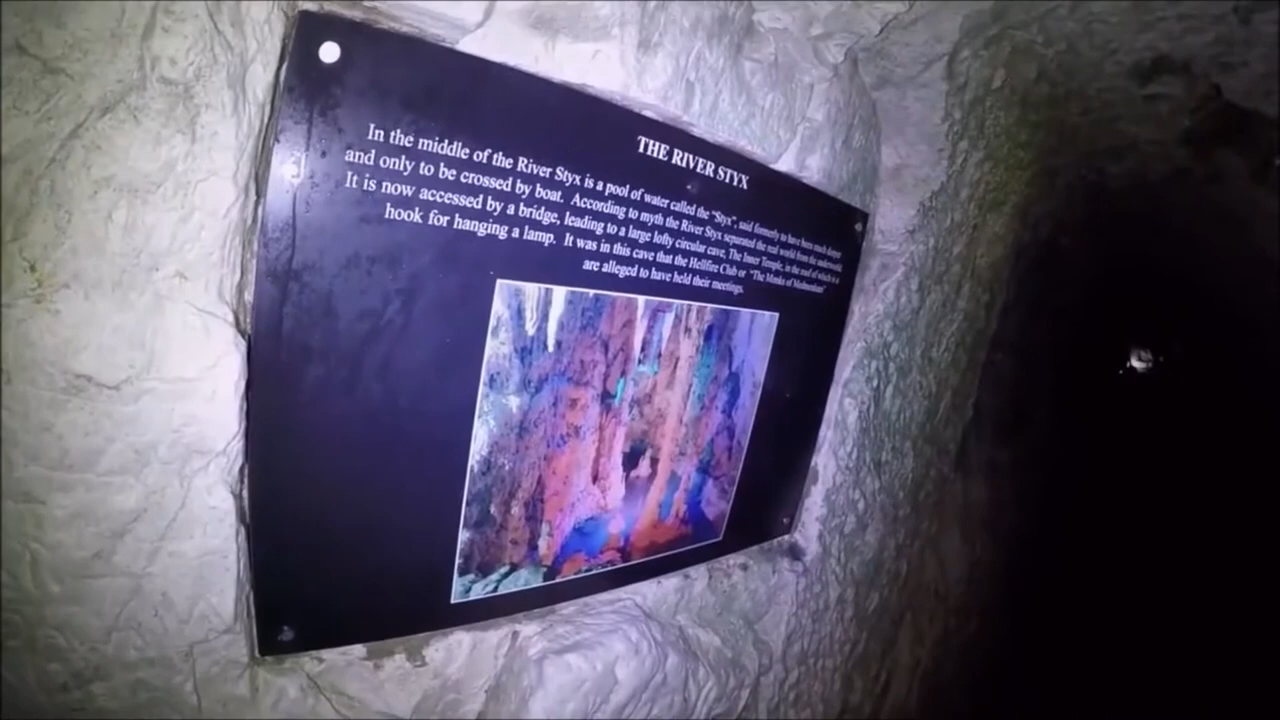 THE RIVER STYX
In the middle of the River Styx is a pool of water called the "Styx", said formerly to have been much deeper
and only to be crossed by boat. According to myth the River Styx separated the real world from the underworld.
It is now accessed by a bridge, leading to a large lofty circular cave, The Inner Temple, in the roof of which is a
hook for hanging a lamp. It was in this cave that the Hellfire Club or "The Monks of Medmenham"
are alleged to have held their meetings.